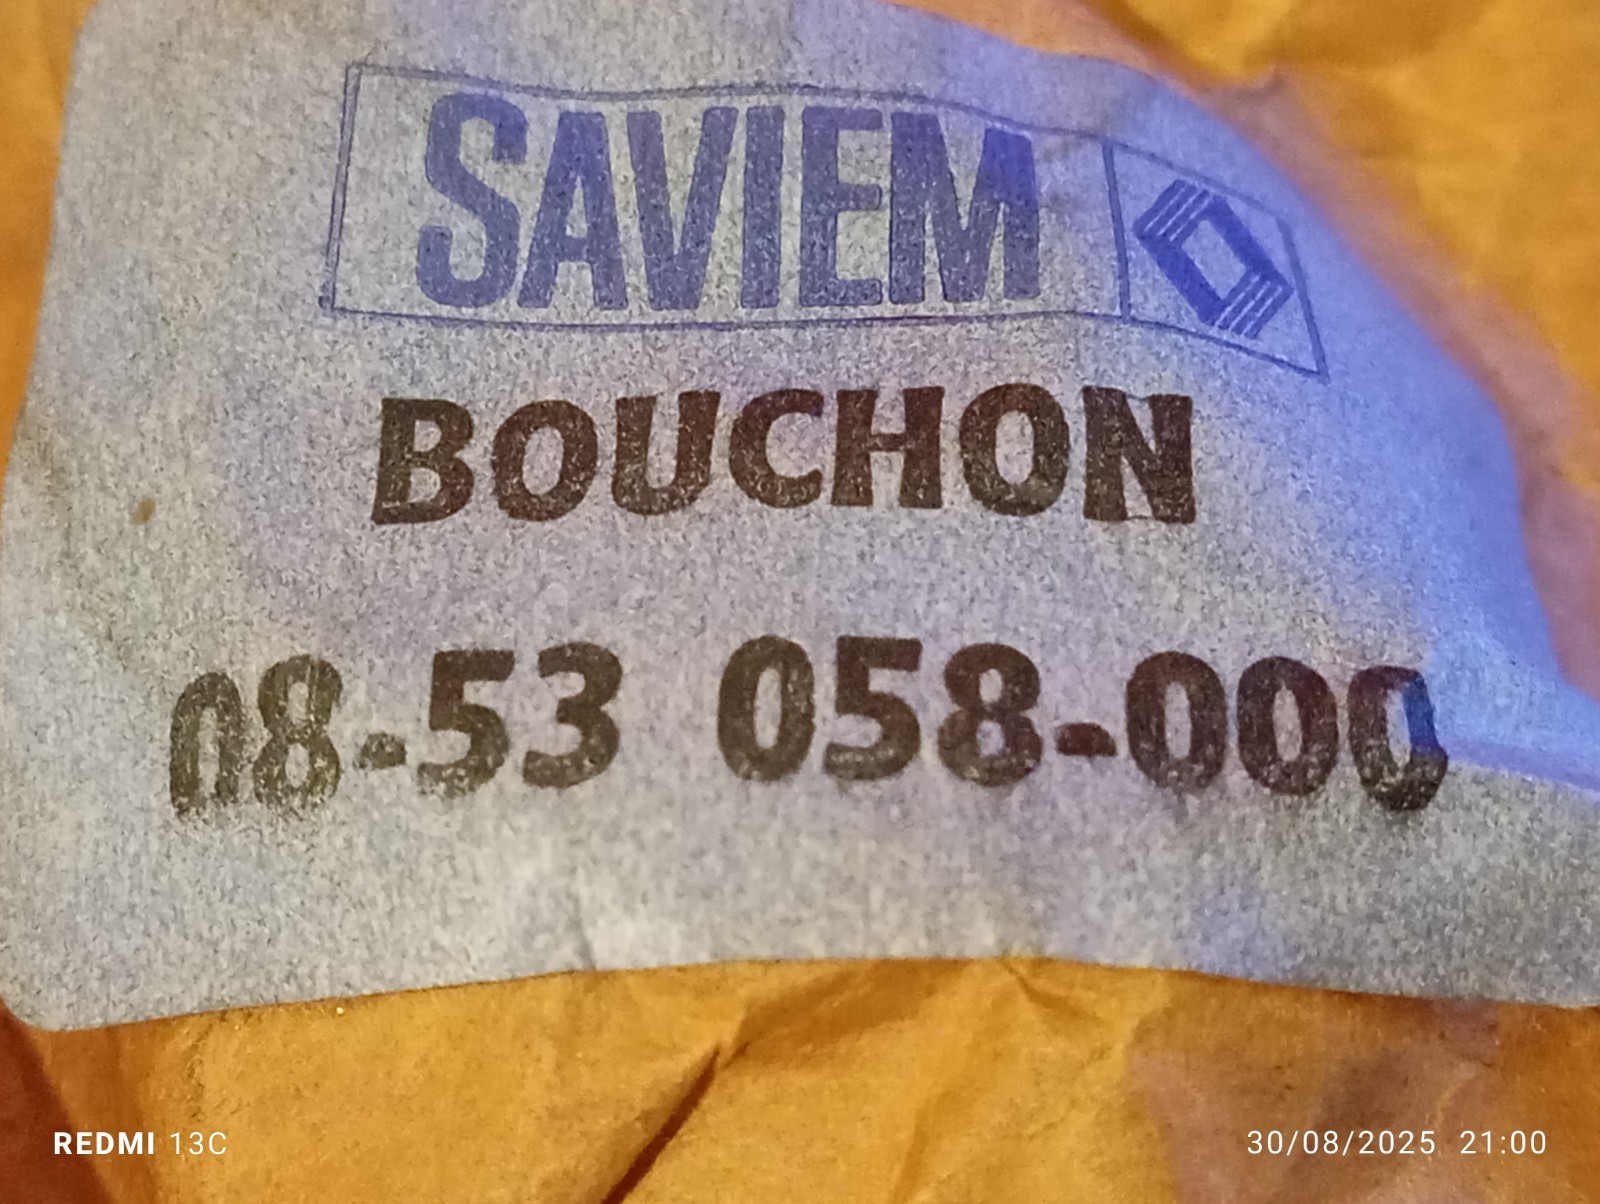 SAVIEM
BOUCHON
08-53 058-000
REDMI 13C
30/08/2025 21:00